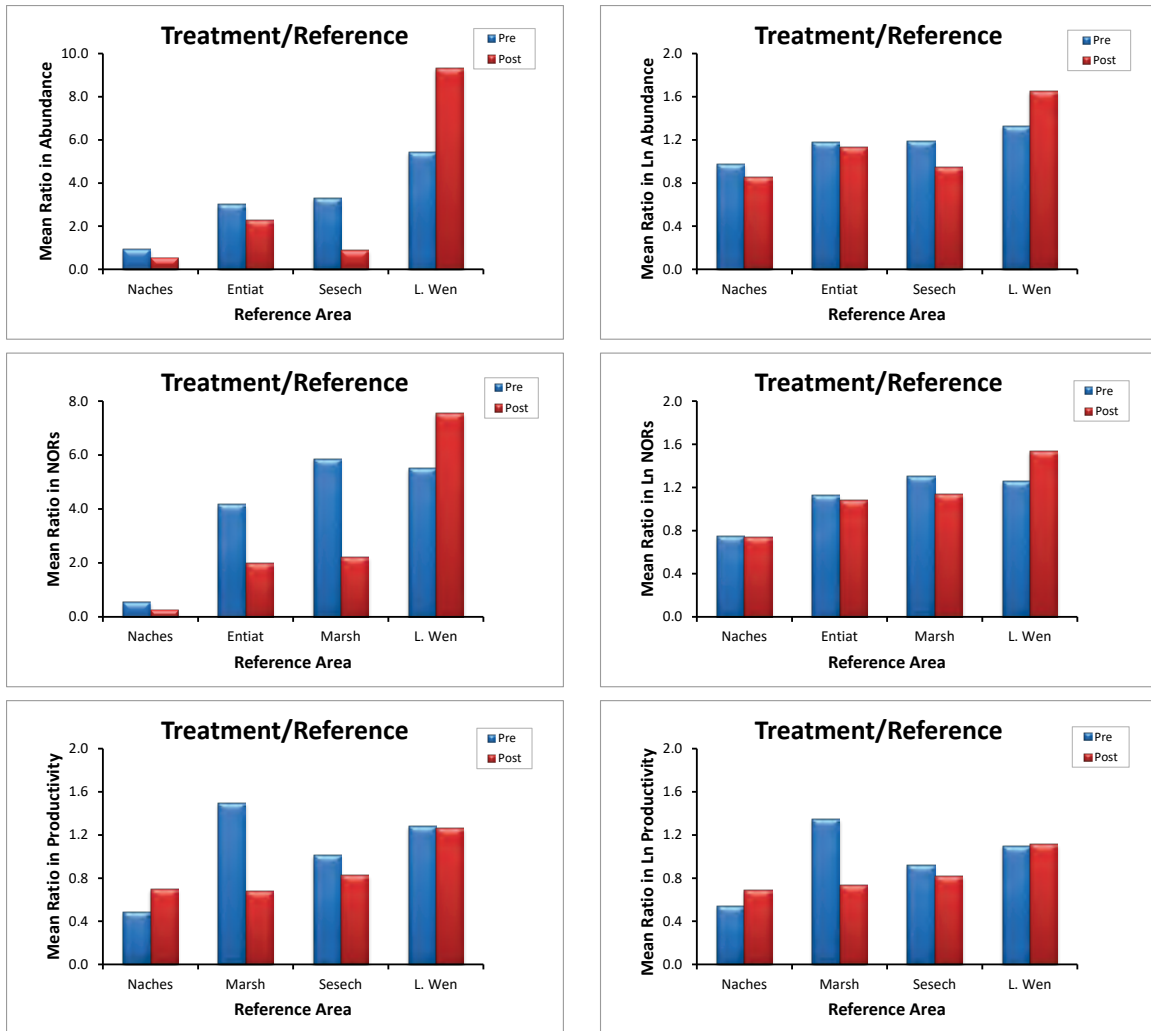 Treatment/Reference
Pre
Post
Mean Ratio in Abundance
10.0
8.0
6.0
4.0
2.0
0.0
Naches Entiat Sesech L. Wen
Reference Area
Treatment/Reference
Pre
Post
Mean Ratio in Ln Abundance
2.0
1.6
1.2
0.8
0.4
0.0
Naches Entiat Sesech L. Wen
Reference Area
Treatment/Reference
Pre
Post
Mean Ratio in NORs
8.0
6.0
4.0
2.0
0.0
Naches Entiat Marsh L. Wen
Reference Area
Treatment/Reference
Pre
Post
Mean Ratio in Ln NORs
2.0
1.6
1.2
0.8
0.4
0.0
Naches Entiat Marsh L. Wen
Reference Area
Treatment/Reference
Pre
Post
Mean Ratio in Productivity
2.0
1.6
1.2
0.8
0.4
0.0
Naches Marsh Sesech L. Wen
Reference Area
Treatment/Reference
Pre
Post
Mean Ratio in Ln Productivity
2.0
1.6
1.2
0.8
0.4
0.0
Naches Marsh Sesech L. Wen
Reference Area